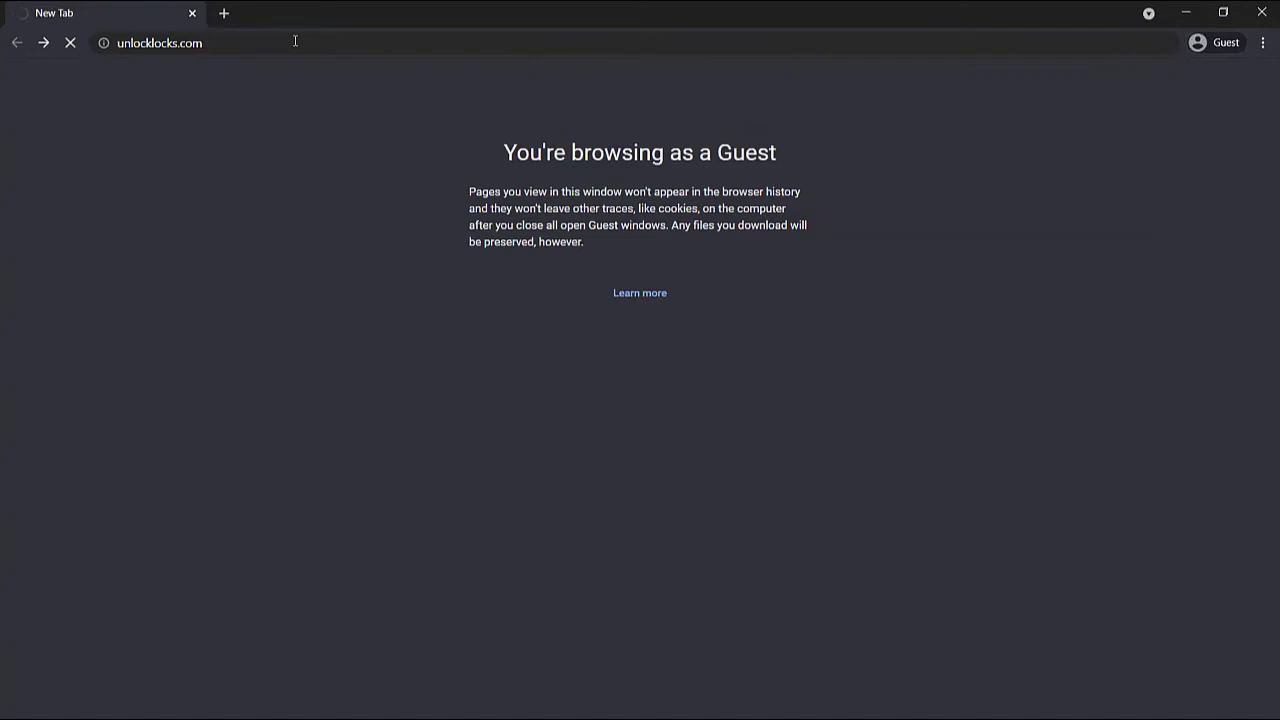 New Tab
unlocklocks.com
Guest
You're browsing as a Guest
Pages you view in this window won't appear in the browser history
and they won't leave other traces, like cookies, on the computer
after you close all open Guest windows. Any files you download will
be preserved, however.
Learn more